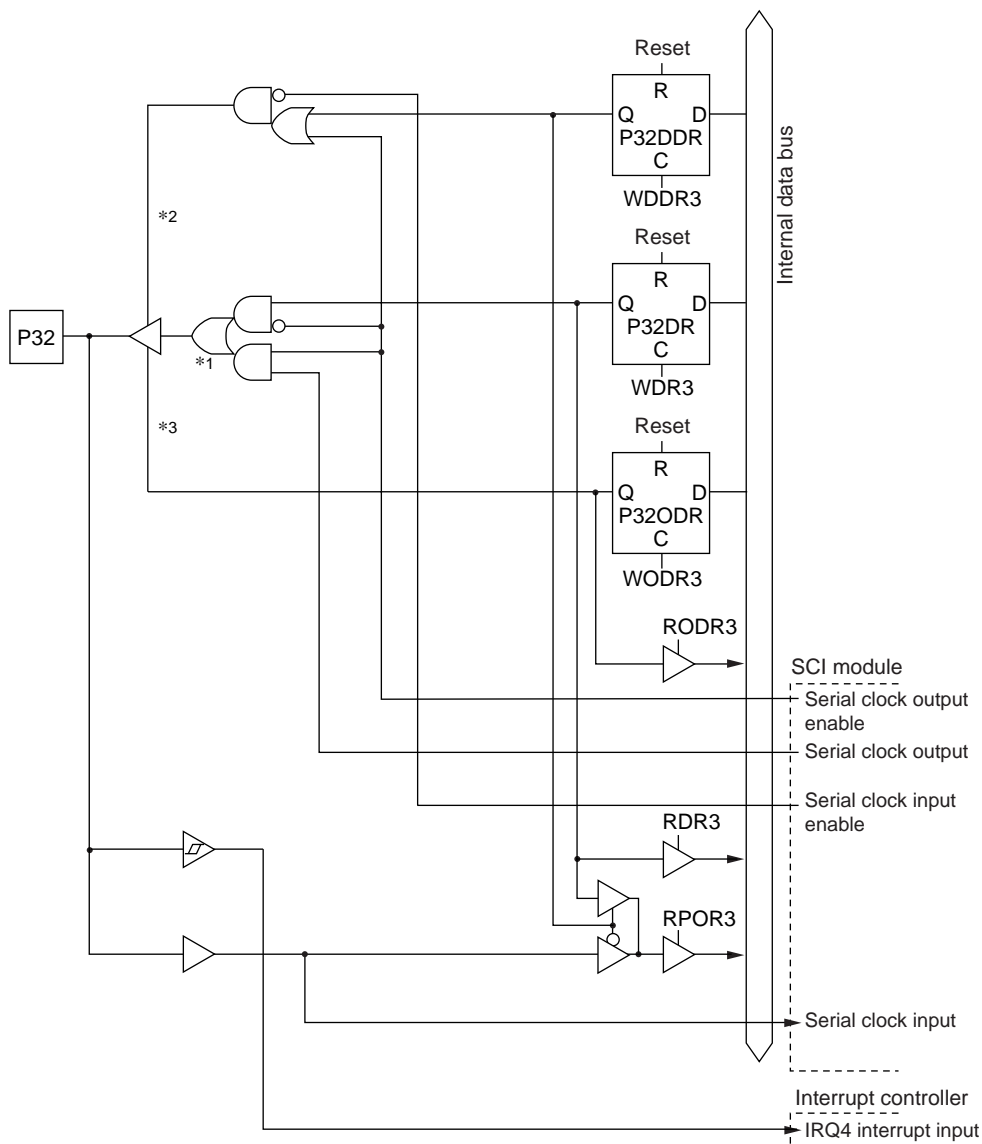 Reset
R
Q D
P32DDR
C
WDDR3
Internal data bus
*2
Reset
R
Q D
P32DR
C
WDR3
P32
*1
*3
Reset
R
Q D
P32ODR
C
WODR3
RODR3
SCI module
Serial clock output
enable
Serial clock output
Serial clock input
enable
RDR3
RPOR3
Serial clock input
Interrupt controller
IRQ4 interrupt input